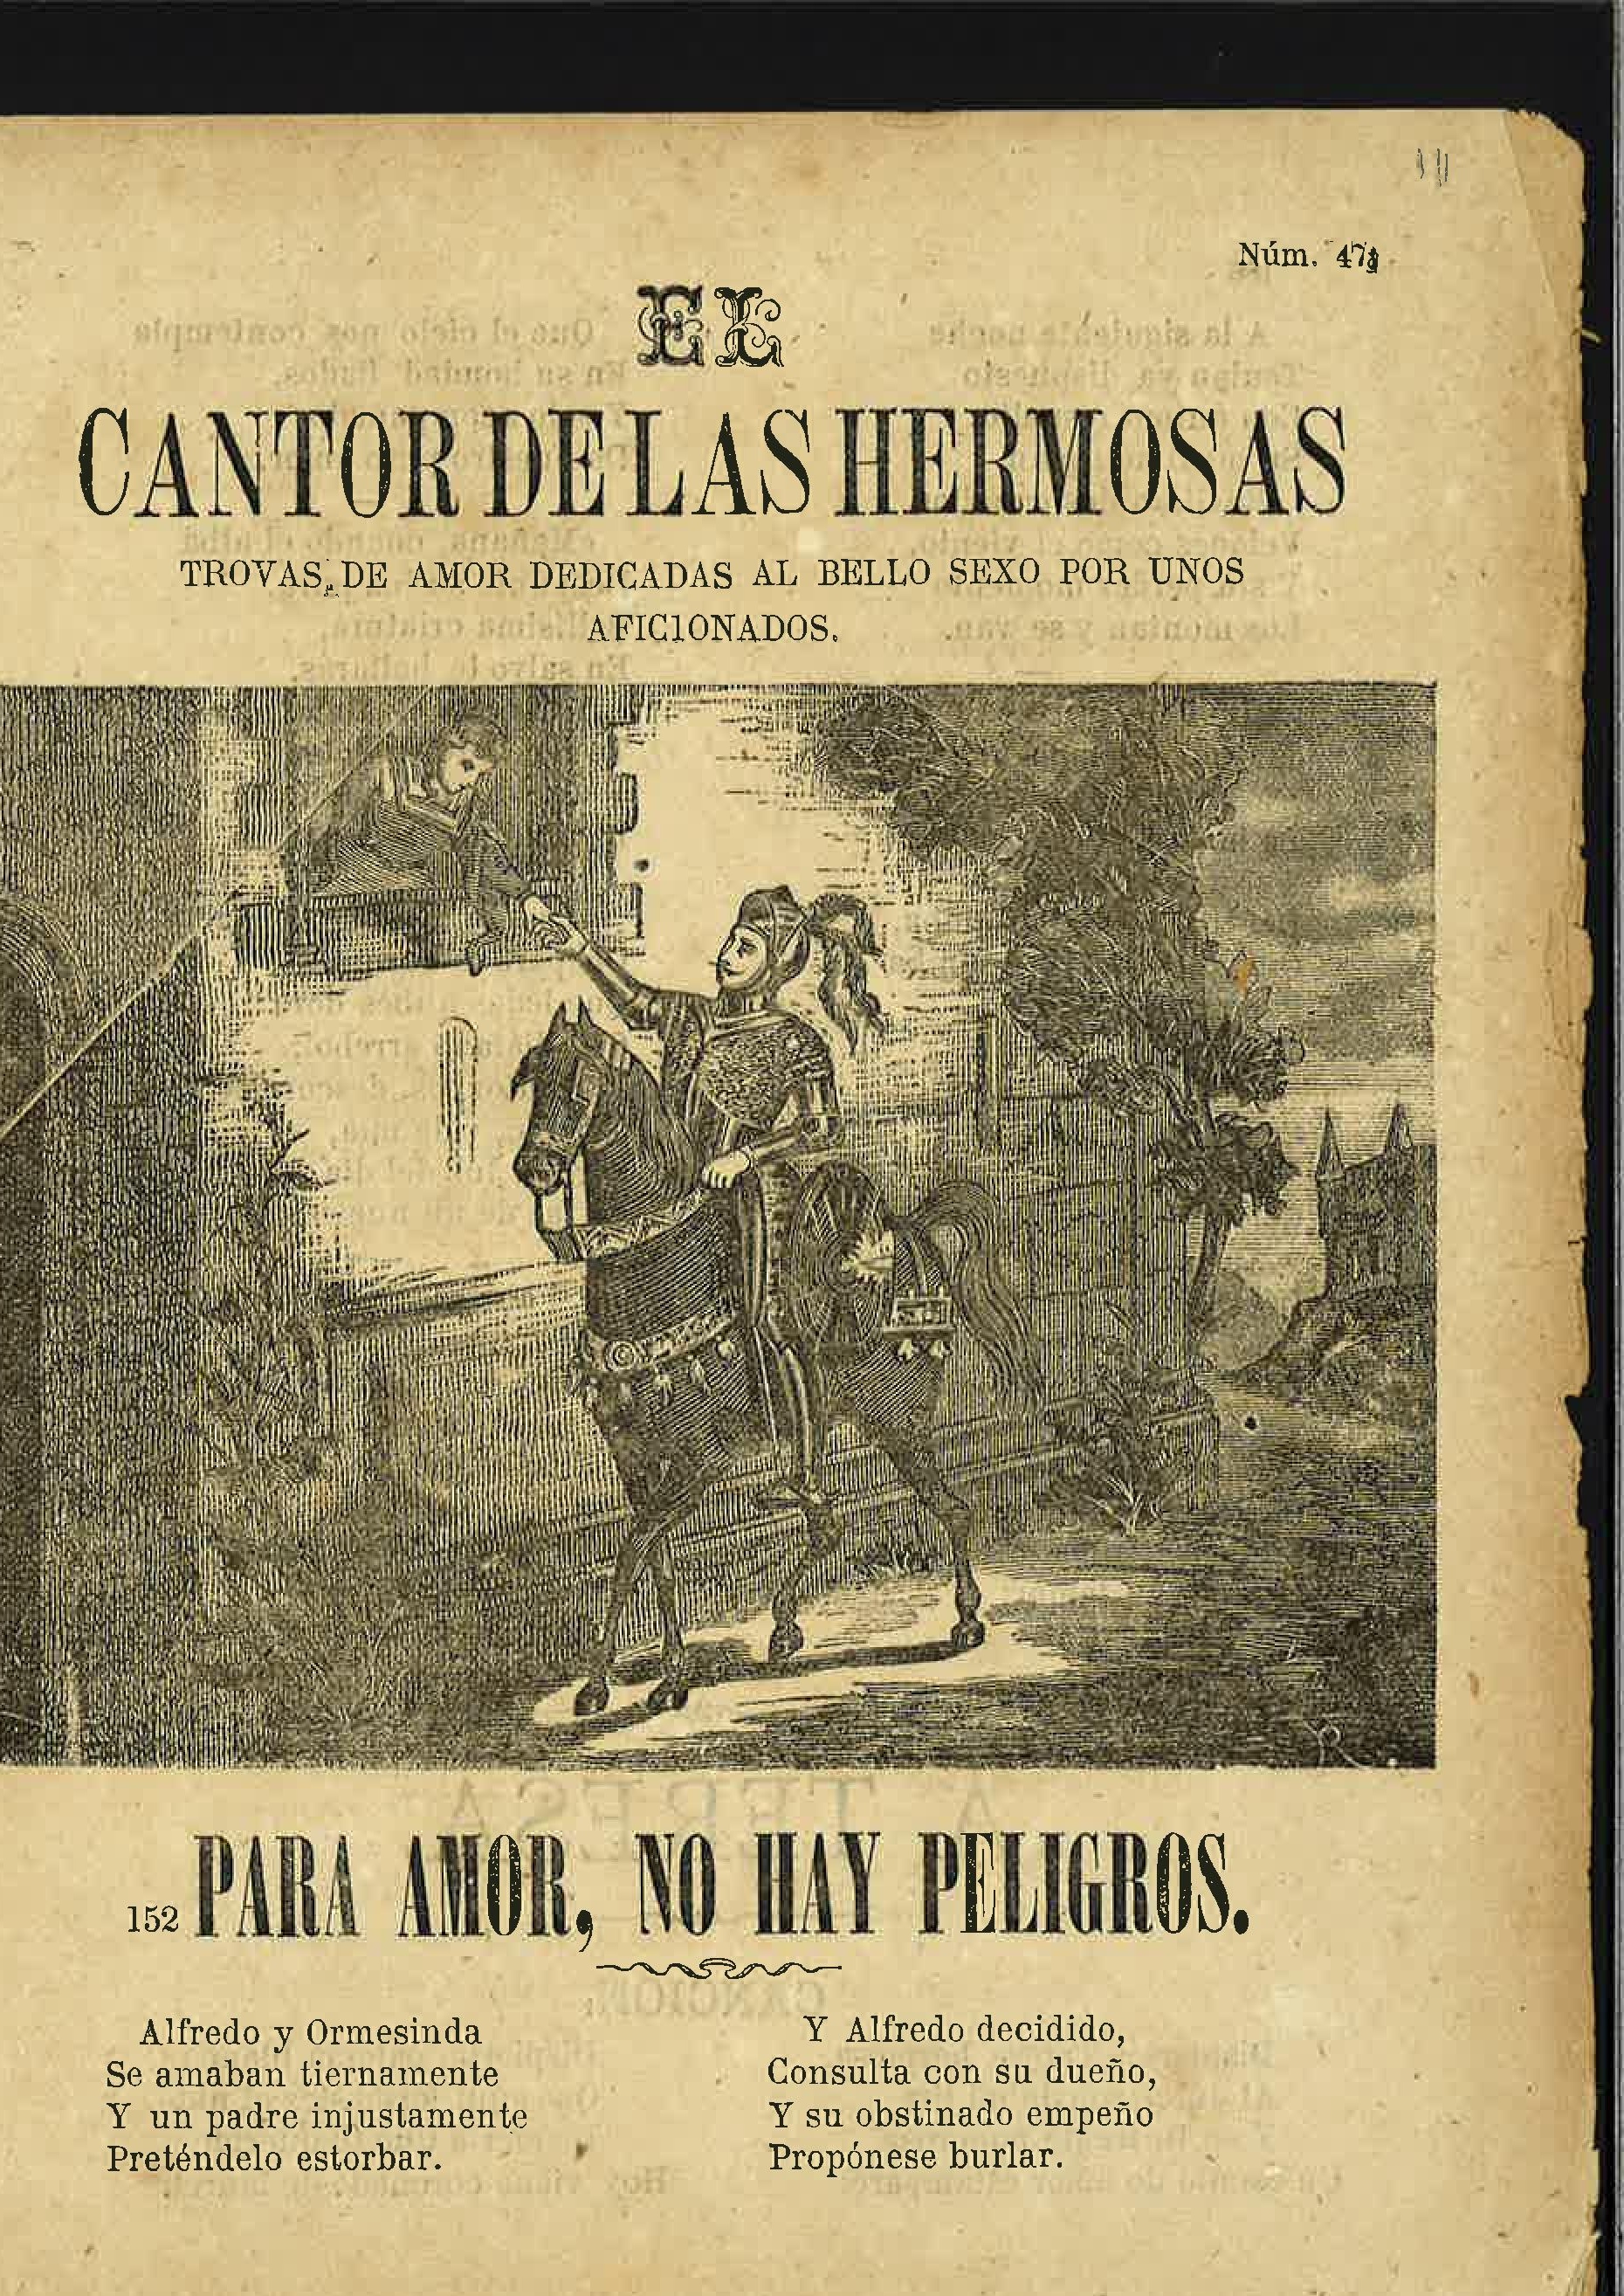 Núm. 47
EL
CANTOR DE LAS HERMOSAS
TROVAS DE AMOR DEDICADAS AL BELLO SEXO POR UNOS
AFICIONADOS.
152 PARA AMOR, NO HAY PELIGROS.
Alfredo y Ormesinda
Se amaban tiernamente
Y un padre injustamente
Preténdelo estorbar.
Y Alfredo decidido,
Consulta con su dueño,
Y su obstinado empeño
Propónese burlar.